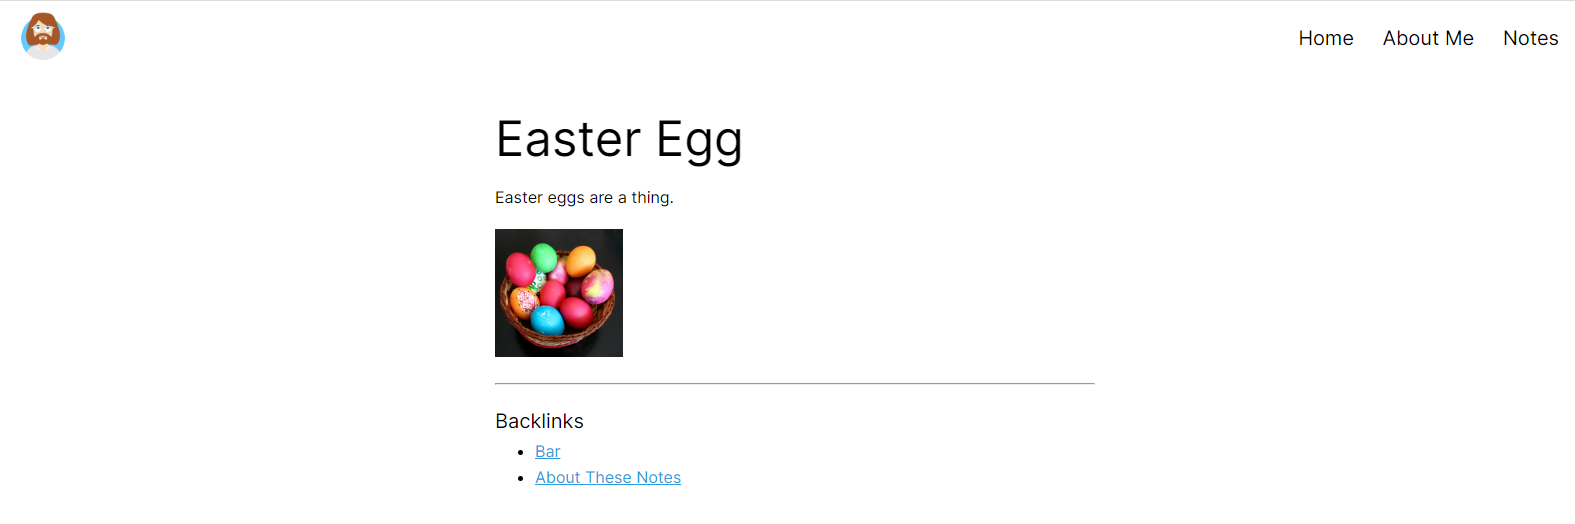 Home About Me Notes
Easter Egg
Easter eggs are a thing.
Backlinks
Bar
About These Notes